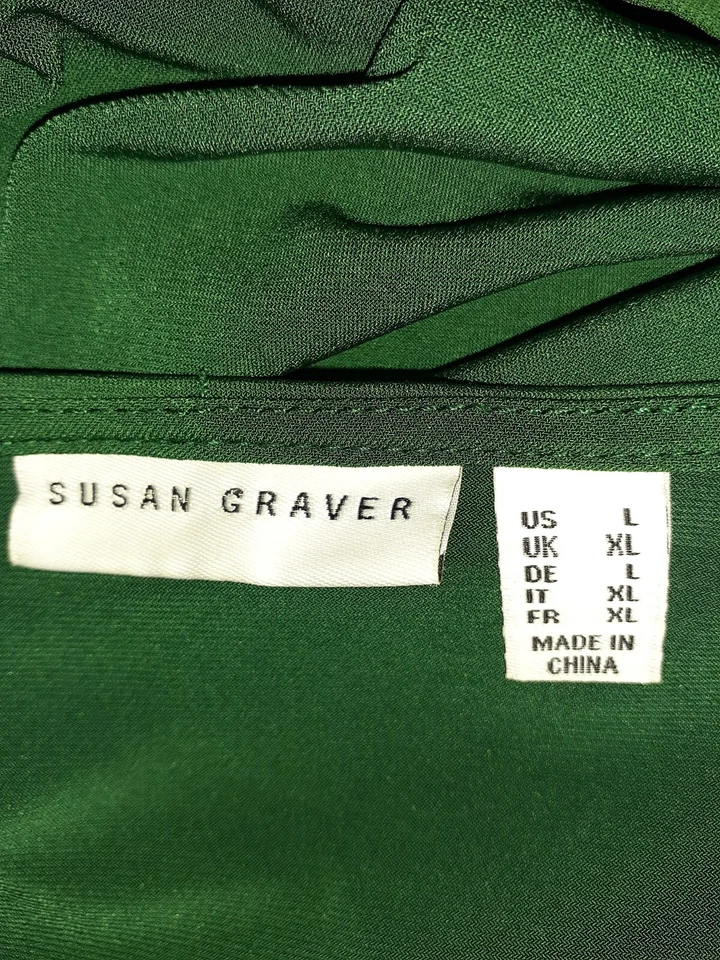 SUSAN GRAVER
US L
UK XL
DE L
IT XL
FR XL
MADE IN
CHINA